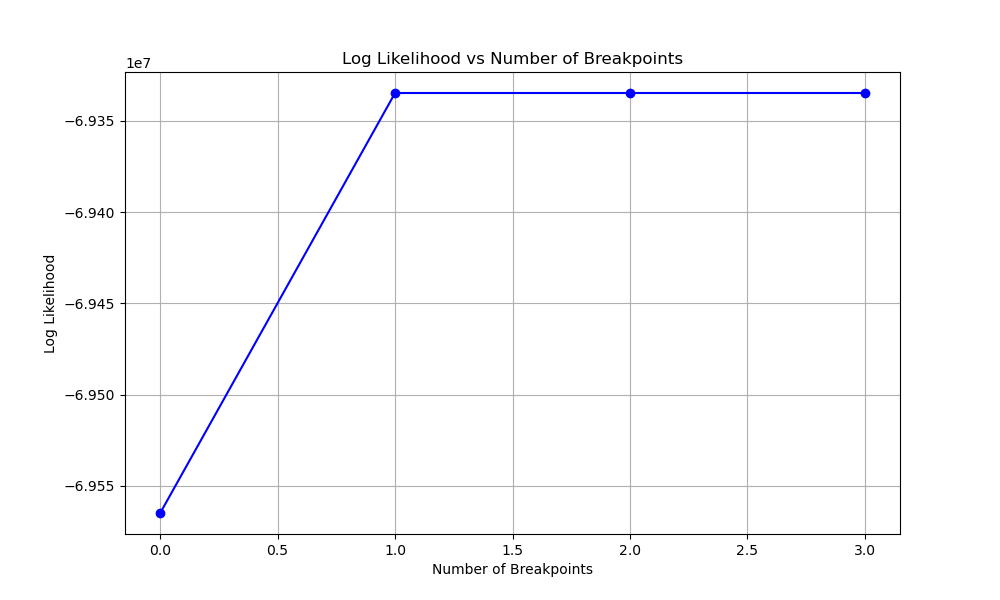 Log Likelihood vs Number of Breakpoints
1e7
−6.935
−6.940
−6.945
−6.950
−6.955
Log Likelihood
0.0 0.5 1.0 1.5 2.0 2.5 3.0
Number of Breakpoints